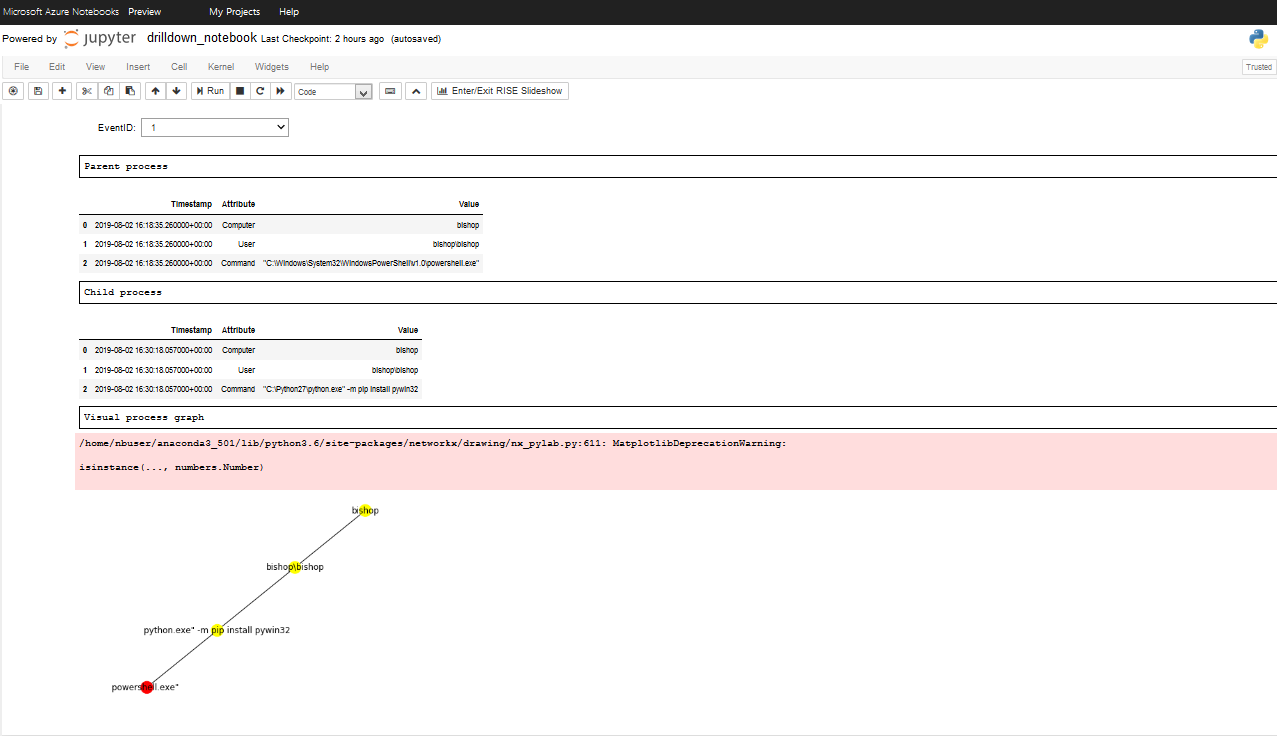 Microsoft Azure Notebooks Preview My Projects Help
Powered by jupyter drilldown_notebook Last Checkpoint: 2 hours ago (autosaved)
File Edit View Insert Cell Kernel Widgets Help Trusted
Run Code Enter/Exit RISE Slideshow
EventID: 1
Parent process
Timestamp Attribute Value
0 2019-08-02 16:18:35.260000+00:00 Computer bishop
1 2019-08-02 16:18:35.260000+00:00 User bishop\bishop
2 2019-08-02 16:18:35.260000+00:00 Command "C:\Windows\System32\WindowsPowerShell\v1.0\powershell.exe"
Child process
Timestamp Attribute Value
0 2019-08-02 16:30:18.057000+00:00 Computer bishop
1 2019-08-02 16:30:18.057000+00:00 User bishop\bishop
2 2019-08-02 16:30:18.057000+00:00 Command "C:\Python27\python.exe" -m pip install pywin32
Visual process graph
/home/nbuser/anaconda3_501/lib/python3.6/site-packages/networkx/drawing/nx_pylab.py:611: MatplotlibDeprecationWarning:
isinstance(..., numbers.Number)
bishop
bishop\bishop
python.exe" -m pip install pywin32
powershell.exe"